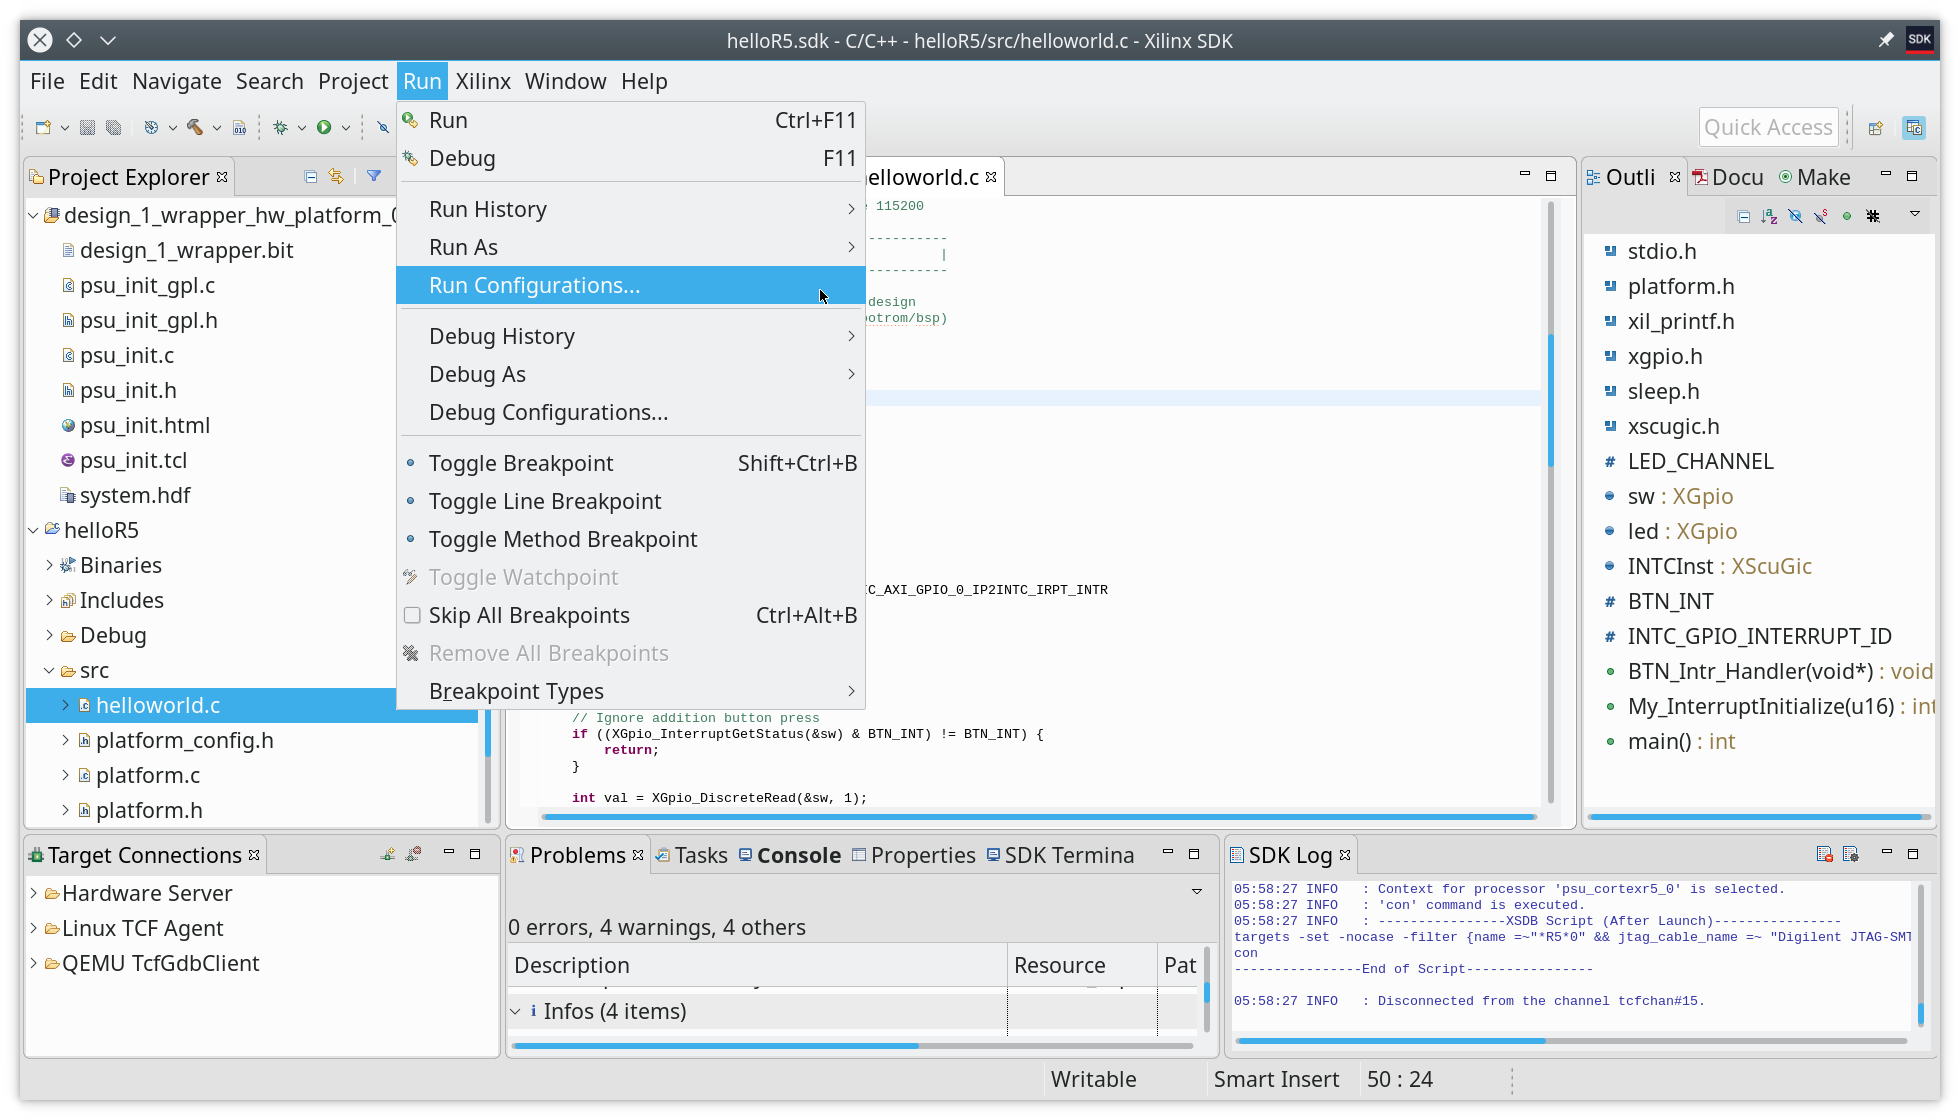 helloR5.sdk - C/C++ - helloR5/src/helloworld.c - Xilinx SDK
SDK
File Edit Navigate Search Project Run Xilinx Window Help
Quick Access
Run Ctrl+F11
Debug F11
Run History
Run As
Run Configurations...
Debug History
Debug As
Debug Configurations...
Toggle Breakpoint Shift+Ctrl+B
Toggle Line Breakpoint
Toggle Method Breakpoint
Toggle Watchpoint
Skip All Breakpoints Ctrl+Alt+B
Remove All Breakpoints
Breakpoint Types
Project Explorer
design_1_wrapper_hw_platform_
design_1_wrapper.bit
psu_init_gpl.c
psu_init_gpl.h
psu_init.c
psu_init.h
psu_init.html
psu_init.tcl
system.hdf
helloR5
Binaries
Includes
Debug
src
helloworld.c
platform_config.h
platform.c
platform.h
elloworld.c
115200
----------
|
----------
design
otrom/bsp)
C_AXI_GPIO_0_IP2INTC_IRPT_INTR
// Ignore addition button press
if ((XGpio_InterruptGetStatus(&sw) & BTN_INT) != BTN_INT) {
return;
}
int val = XGpio_DiscreteRead(&sw, 1);
Outli Docu Make
stdio.h
platform.h
xil_printf.h
xgpio.h
sleep.h
xscugic.h
# LED_CHANNEL
sw : XGpio
led : XGpio
INTCInst : XScuGic
# BTN_INT
# INTC_GPIO_INTERRUPT_ID
BTN_Intr_Handler(void*) : void
My_InterruptInitialize(u16) : int
main() : int
Target Connections
Hardware Server
Linux TCF Agent
QEMU TcfGdbClient
Problems Tasks Console Properties SDK Termina
0 errors, 4 warnings, 4 others
Description Resource Pat
Infos (4 items)
SDK Log
05:58:27 INFO : Context for processor 'psu_cortexr5_0' is selected.
05:58:27 INFO : 'con' command is executed.
05:58:27 INFO : ----------------XSDB Script (After Launch)----------------
targets -set -nocase -filter {name =~"*R5*0" && jtag_cable_name =~ "Digilent JTAG-SMT
con
----------------End of Script----------------
05:58:27 INFO : Disconnected from the channel tcfchan#15.
Writable Smart Insert 50 : 24